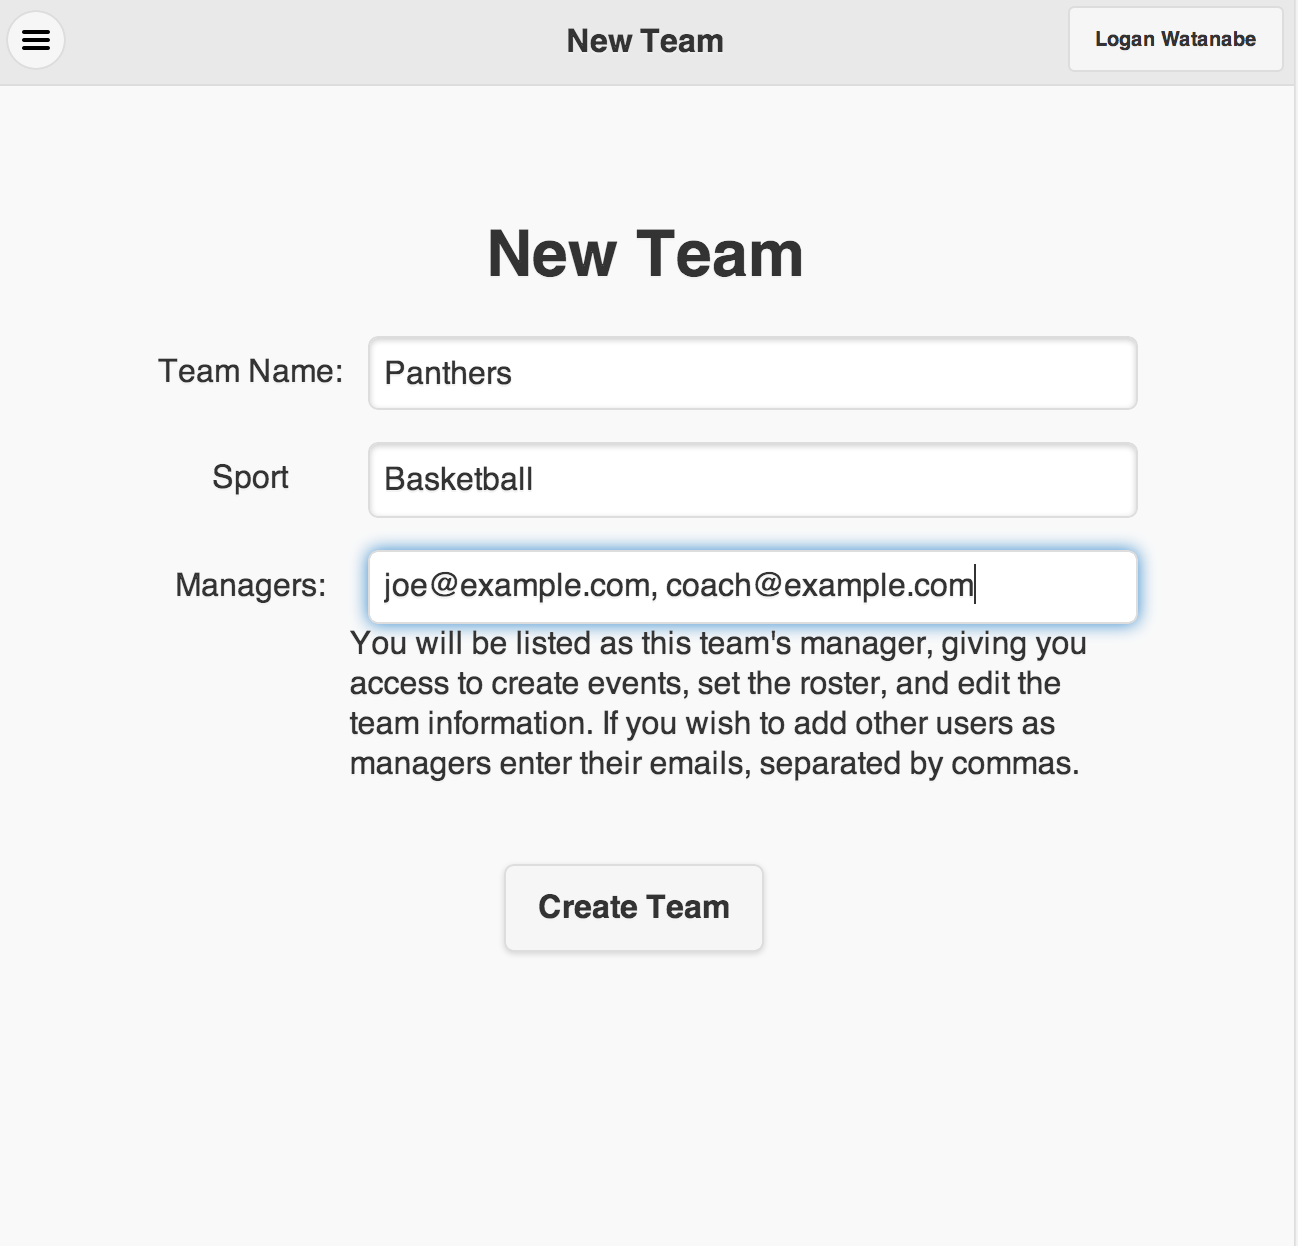 New Team
Logan Watanabe
New Team
Team Name:
Panthers
Sport
Basketball
Managers:
joe@example.com, coach@example.com
You will be listed as this team's manager, giving you
access to create events, set the roster, and edit the
team information. If you wish to add other users as
managers enter their emails, separated by commas.
Create Team